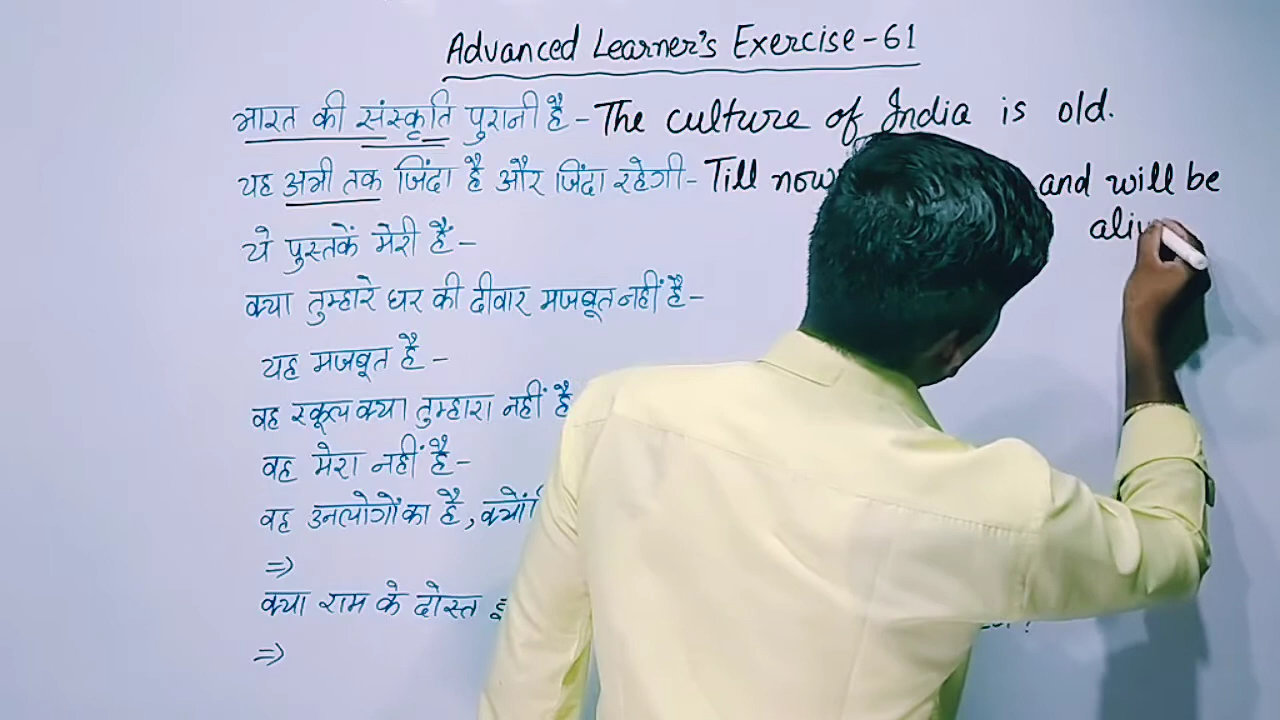 Advanced Learner's Exercise-61
भारत की संस्कृति पुरानी है - The culture of India is old.
यह अभी तक जिंदा है और जिंदा रहेगी - Till now and will be
ये पुस्तकें मेरी हैं -
क्या तुम्हारे घर की दीवार मजबूत नहीं है -
यह मजबूत है -
वह स्कूल क्या तुम्हारा नहीं है
वह मेरा नहीं है -
वह उनलोगों का है,
⇒
क्या राम के दोस्त
⇒